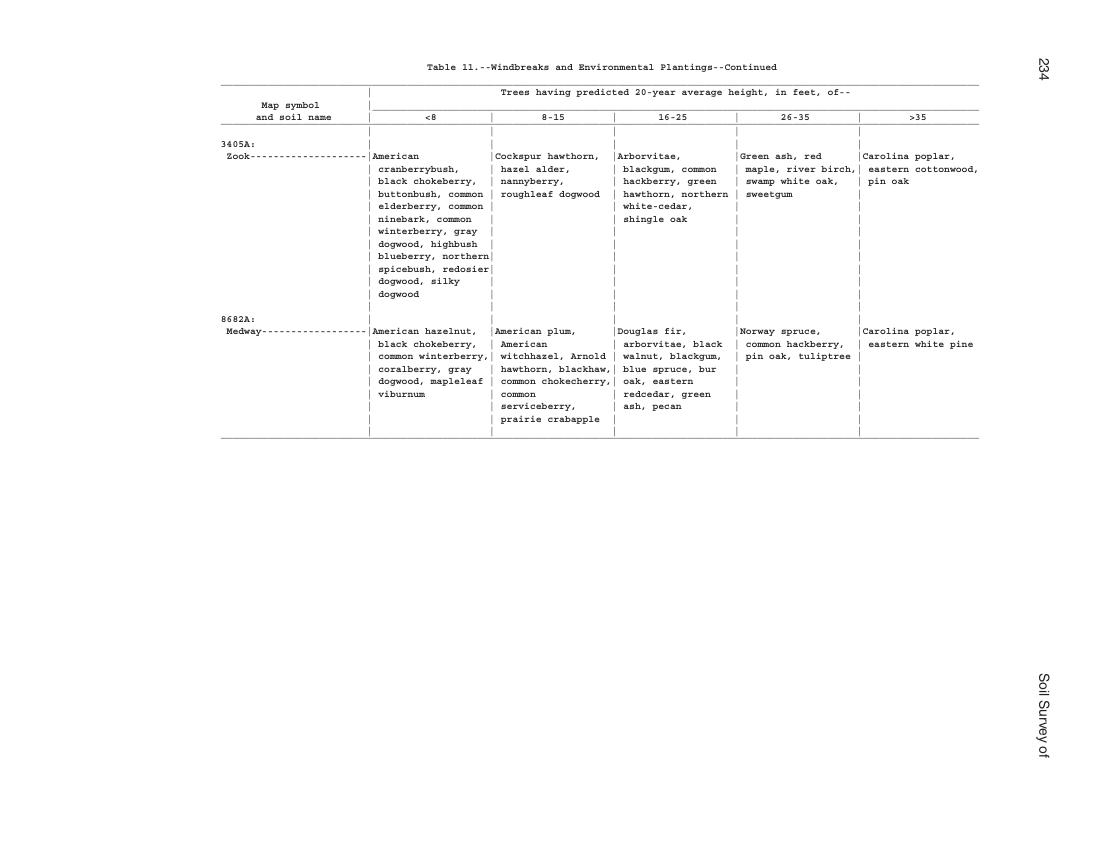 Table 11.--Windbreaks and Environmental Plantings--Continued
Trees having predicted 20-year average height, in feet, of--
Map symbol
and soil name | <8 | 8-15 | 16-25 | 26-35 | >35
3405A:
Zook-------------------- | American | Cockspur hawthorn, | Arborvitae, | Green ash, red | Carolina poplar,
cranberrybush, | hazel alder, | blackgum, common | maple, river birch, | eastern cottonwood,
black chokeberry, | nannyberry, | hackberry, green | swamp white oak, | pin oak
buttonbush, common | roughleaf dogwood | hawthorn, northern | sweetgum
elderberry, common | white-cedar,
ninebark, common | shingle oak
winterberry, gray
dogwood, highbush
blueberry, northern
spicebush, redosier
dogwood, silky
dogwood
8682A:
Medway------------------ | American hazelnut, | American plum, | Douglas fir, | Norway spruce, | Carolina poplar,
black chokeberry, | American | arborvitae, black | common hackberry, | eastern white pine
common winterberry, | witchhazel, Arnold | walnut, blackgum, | pin oak, tuliptree
coralberry, gray | hawthorn, blackhaw, | blue spruce, bur
dogwood, mapleleaf | common chokecherry, | oak, eastern
viburnum | common | redcedar, green
serviceberry, | ash, pecan
prairie crabapple
234
Soil Survey of